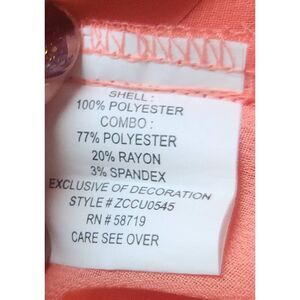 SHELL :
100% POLYESTER
COMBO :
77% POLYESTER
20% RAYON
3% SPANDEX
EXCLUSIVE OF DECORATION
STYLE # ZCCU0545
RN # 58719
CARE SEE OVER